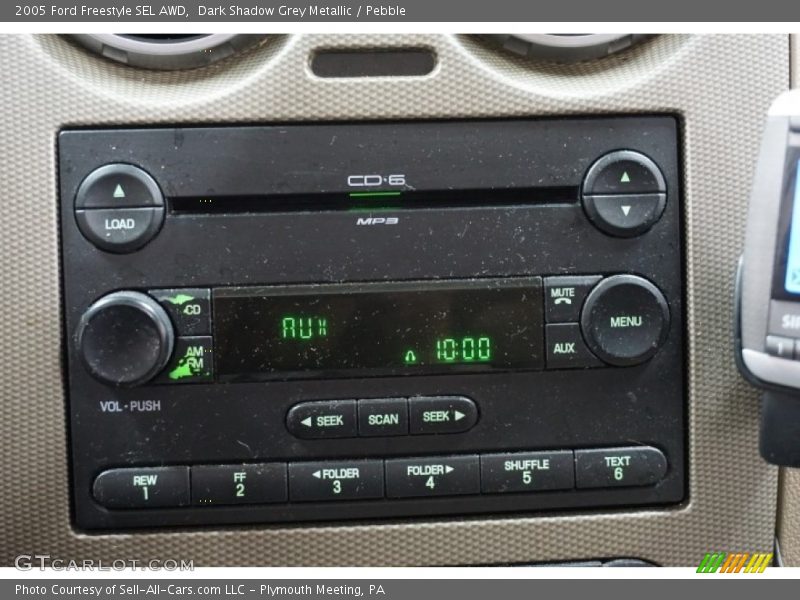 2005 Ford Freestyle SEL AWD, Dark Shadow Grey Metallic / Pebble
CD·6
LOAD
MP3
CD
MUTE
AUX
MENU
AM
FM
10:00
AUX
VOL·PUSH
SEEK
SCAN
SEEK
REW
1
FF
2
FOLDER
3
FOLDER
4
SHUFFLE
5
TEXT
6
GTcarlot.com
Photo Courtesy of Sell-All-Cars.com LLC - Plymouth Meeting, PA